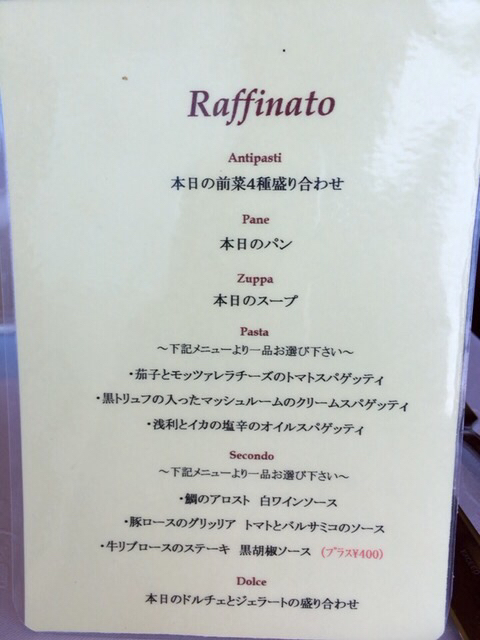 Raffinato
Antipasti
本日の前菜4種盛り合わせ
Pane
本日のパン
Zuppa
本日のスープ
Pasta
～下記メニューより一品お選び下さい～
・茄子とモッツァレラチーズのトマトスパゲッティ
・黒トリュフの入ったマッシュルームのクリームスパゲッティ
・浅利とイカの塩辛のオイルスパゲッティ
Secondo
～下記メニューより一品お選び下さい～
・鯛のアロスト 白ワインソース
・豚ロースのグリッリア トマトとバルサミコのソース
・牛リブロースのステーキ 黒胡椒ソース (プラス¥400)
Dolce
本日のドルチェとジェラートの盛り合わせ